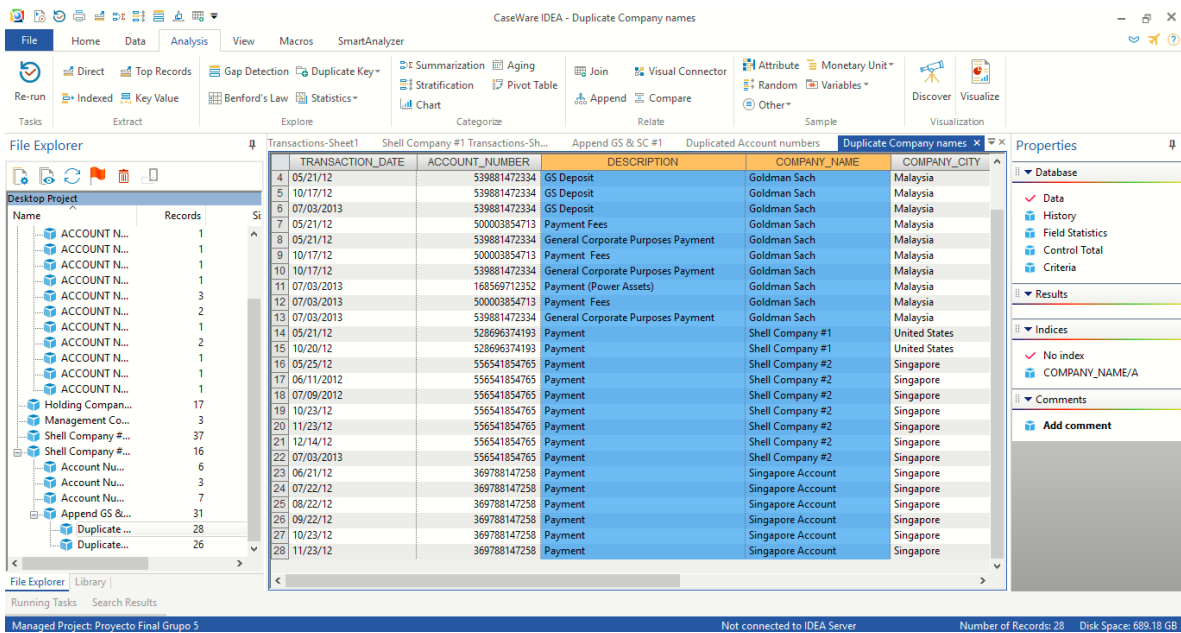 CaseWare IDEA - Duplicate Company names
File Home Data Analysis View Macros SmartAnalyzer
Re-run
Tasks
Direct Top Records
Indexed Key Value
Extract
Gap Detection Duplicate Key
Benford's Law Statistics
Explore
Summarization Aging
Stratification Pivot Table
Chart
Categorize
Join Visual Connector
Append Compare
Relate
Attribute Monetary Unit
Random Variables
Other
Sample
Discover Visualize
Visualization
File Explorer
Desktop Project
Name Records Si
ACCOUNT N... 1
ACCOUNT N... 1
ACCOUNT N... 1
ACCOUNT N... 1
ACCOUNT N... 3
ACCOUNT N... 2
ACCOUNT N... 1
ACCOUNT N... 2
ACCOUNT N... 1
ACCOUNT N... 1
ACCOUNT N... 1
Holding Compan... 17
Management Co... 3
Shell Company #... 37
Shell Company #... 16
Account Nu... 6
Account Nu... 3
Account Nu... 7
Append GS &... 31
Duplicate ... 28
Duplicate... 26
File Explorer Library
Running Tasks Search Results
Transactions-Sheet1 Shell Company #1 Transactions-Sh... Append GS & SC #1 Duplicated Account numbers Duplicate Company names
TRANSACTION_DATE ACCOUNT_NUMBER DESCRIPTION COMPANY_NAME COMPANY_CITY
4 05/21/12 539881472334 GS Deposit Goldman Sach Malaysia
5 10/17/12 539881472334 GS Deposit Goldman Sach Malaysia
6 07/03/2013 539881472334 GS Deposit Goldman Sach Malaysia
7 05/21/12 500003854713 Payment Fees Goldman Sach Malaysia
8 05/21/12 539881472334 General Corporate Purposes Payment Goldman Sach Malaysia
9 10/17/12 500003854713 Payment Fees Goldman Sach Malaysia
10 10/17/12 539881472334 General Corporate Purposes Payment Goldman Sach Malaysia
11 07/03/2013 168569712352 Payment (Power Assets) Goldman Sach Malaysia
12 07/03/2013 500003854713 Payment Fees Goldman Sach Malaysia
13 07/03/2013 539881472334 General Corporate Purposes Payment Goldman Sach Malaysia
14 05/21/12 528696374193 Payment Shell Company #1 United States
15 10/20/12 528696374193 Payment Shell Company #1 United States
16 05/25/12 556541854765 Payment Shell Company #2 Singapore
17 06/11/2012 556541854765 Payment Shell Company #2 Singapore
18 07/09/2012 556541854765 Payment Shell Company #2 Singapore
19 10/23/12 556541854765 Payment Shell Company #2 Singapore
20 11/23/12 556541854765 Payment Shell Company #2 Singapore
21 12/14/12 556541854765 Payment Shell Company #2 Singapore
22 07/03/2013 556541854765 Payment Shell Company #2 Singapore
23 06/21/12 369788147258 Payment Singapore Account Singapore
24 07/22/12 369788147258 Payment Singapore Account Singapore
25 08/22/12 369788147258 Payment Singapore Account Singapore
26 09/22/12 369788147258 Payment Singapore Account Singapore
27 10/23/12 369788147258 Payment Singapore Account Singapore
28 11/23/12 369788147258 Payment Singapore Account Singapore
Properties
Database
Data
History
Field Statistics
Control Total
Criteria
Results
Indices
No index
COMPANY_NAME/A
Comments
Add comment
Managed Project: Proyecto Final Grupo 5 Not connected to IDEA Server Number of Records: 28 Disk Space: 689.18 GB